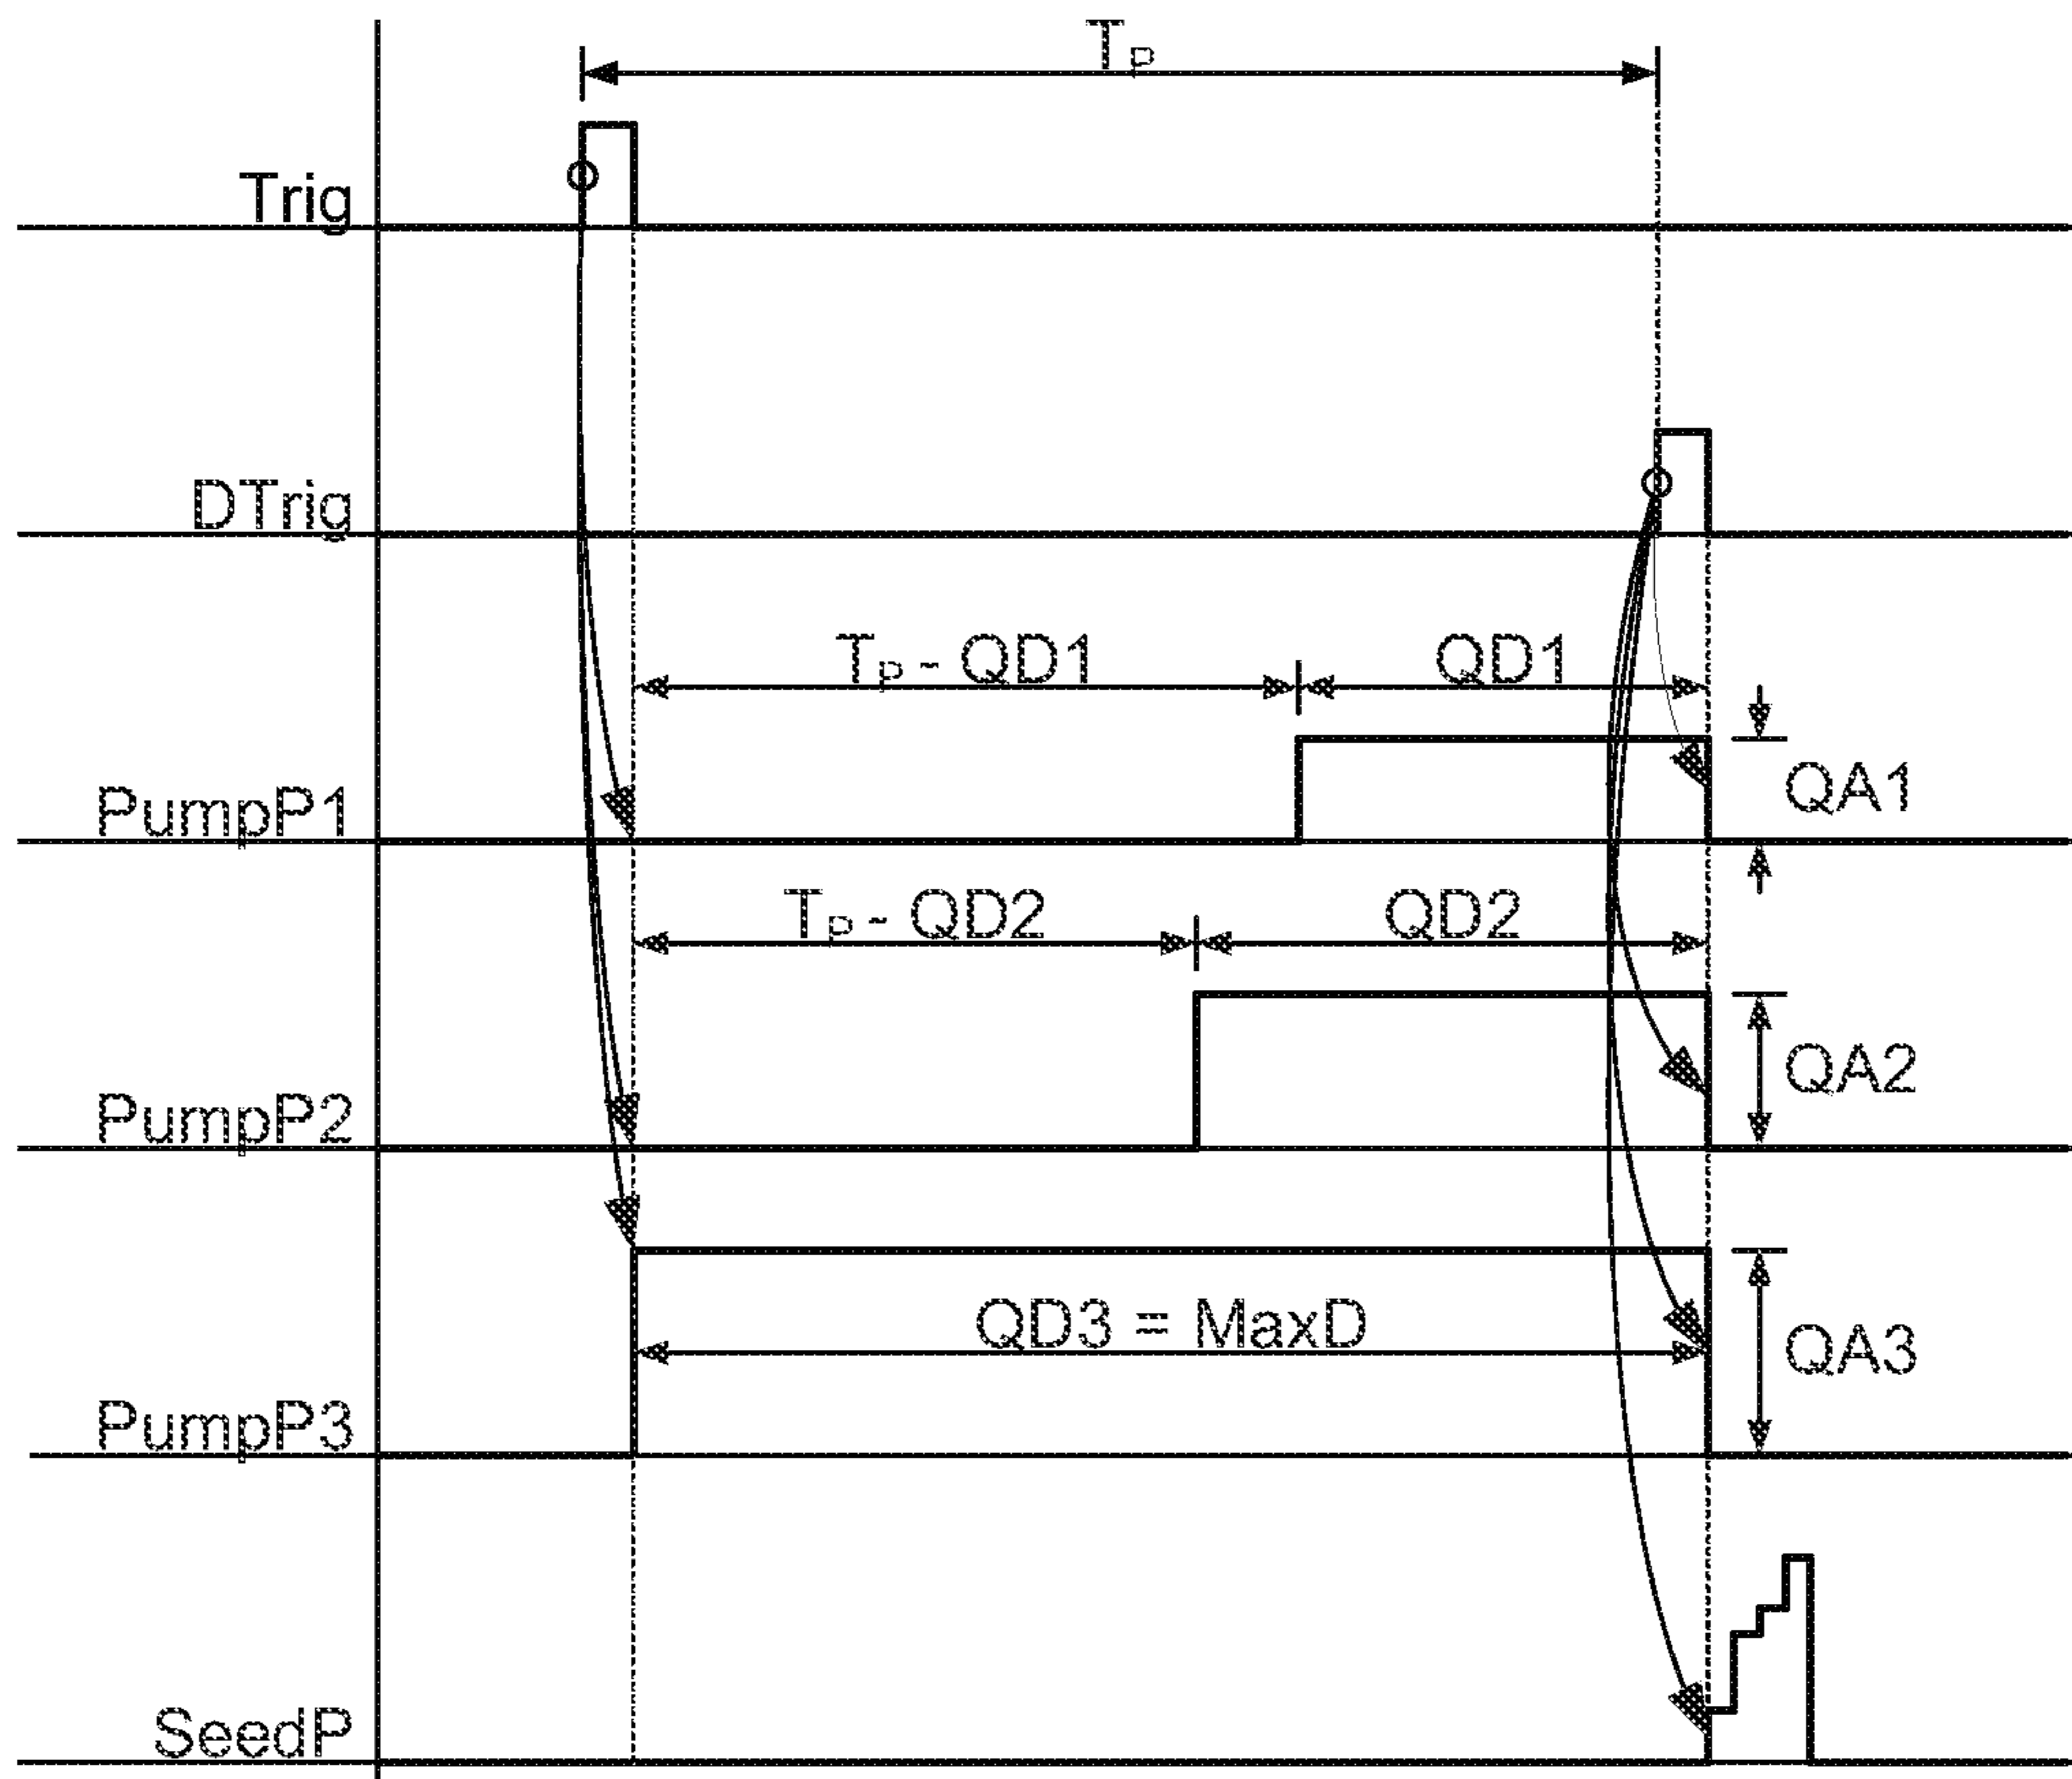 Tp
Trig
DTrig
Tp - QD1
QD1
QA1
PumpP1
Tp - QD2
QD2
QA2
PumpP2
QD3 = MaxD
QA3
PumpP3
SeedP